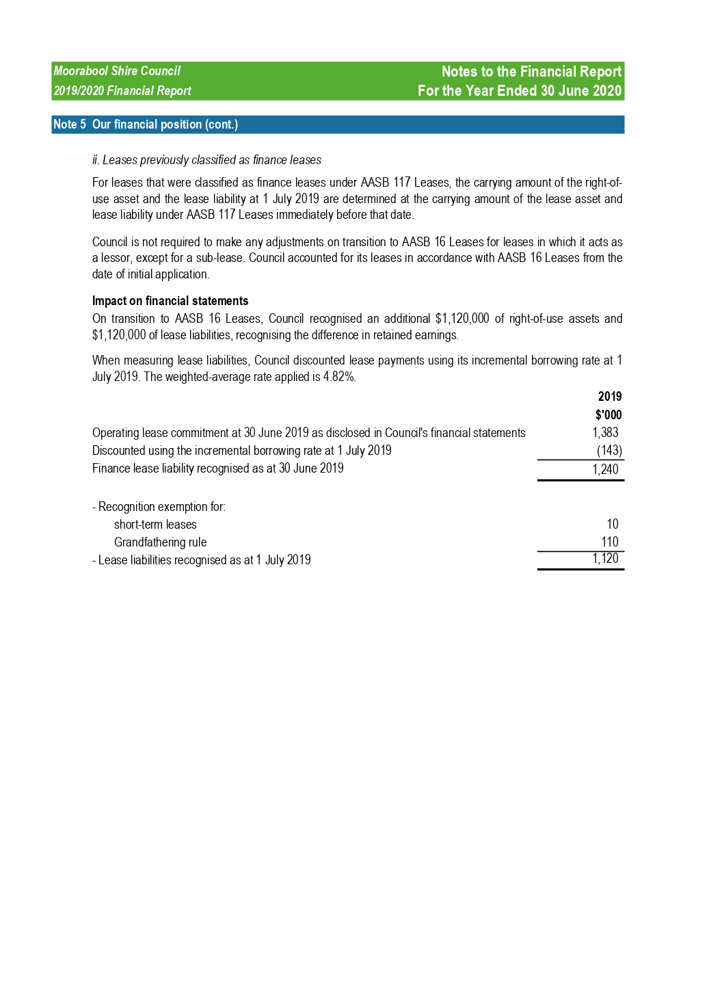 Moorabool Shire Council
Notes to the Financial Report
2019/2020 Financial Report
For the Year Ended 30 June 2020
Note 5 Our financial position (cont.)
ii. Leases previously classified as finance leases
For leases that were classified as finance leases under AASB 117 Leases, the carrying amount of the right-of-
use asset and the lease liability at 1 July 2019 are determined at the carrying amount of the lease asset and
lease liability under AASB 117 Leases immediately before that date.
Council is not required to make any adjustments on transition to AASB 16 Leases for leases in which it acts as
a lessor, except for a sub-lease. Council accounted for its leases in accordance with AASB 16 Leases from the
date of initial application.
Impact on financial statements
On transition to AASB 16 Leases, Council recognised an additional $1,120,000 of right-of-use assets and
$1,120,000 of lease liabilities, recognising the difference in retained earnings.
When measuring lease liabilities, Council discounted lease payments using its incremental borrowing rate at 1
July 2019. The weighted-average rate applied is 4.82%.
2019
$'000
Operating lease commitment at 30 June 2019 as disclosed in Council's financial statements 1,383
Discounted using the incremental borrowing rate at 1 July 2019 (143)
Finance lease liability recognised as at 30 June 2019 1,240
- Recognition exemption for:
short-term leases 10
Grandfathering rule 110
- Lease liabilities recognised as at 1 July 2019 1,120